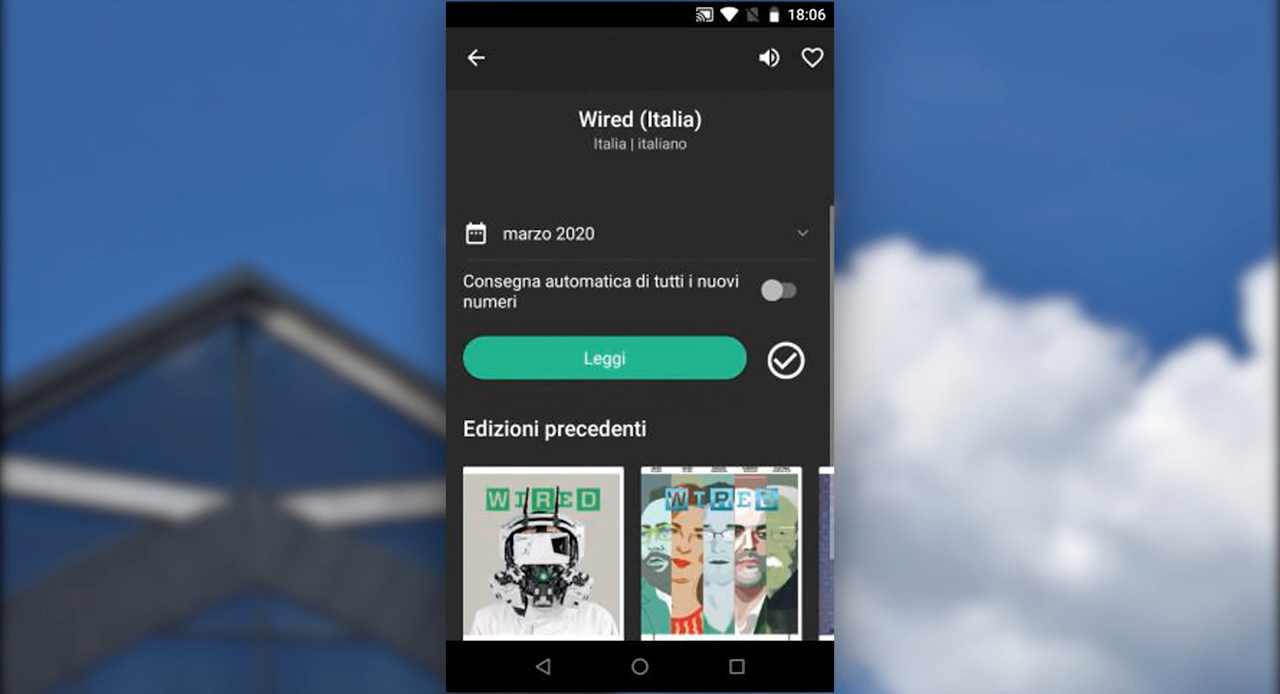 18:06
Wired (Italia)
Italia | italiano
marzo 2020
Consegna automatica di tutti i nuovi
numeri
Leggi
Edizioni precedenti
WIRED
WIRED